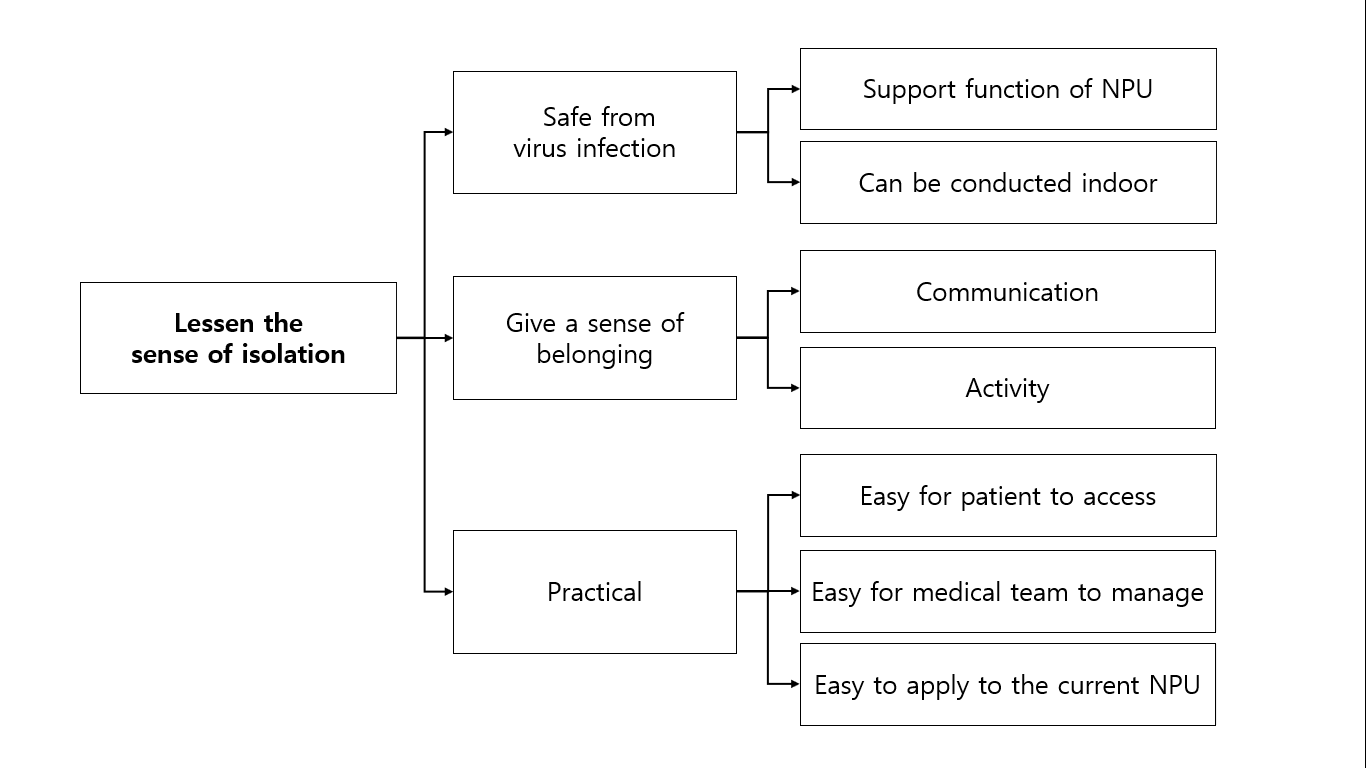 Lessen the
sense of isolation
Safe from
virus infection
Support function of NPU
Can be conducted indoor
Give a sense of
belonging
Communication
Activity
Practical
Easy for patient to access
Easy for medical team to manage
Easy to apply to the current NPU